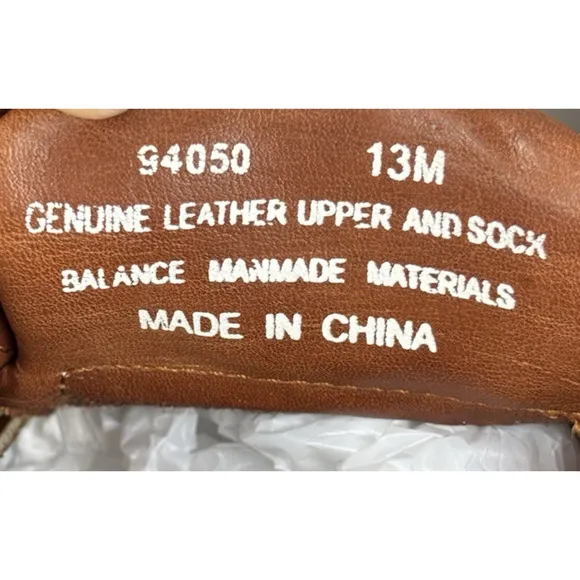 94050 13M
GENUINE LEATHER UPPER AND SOCK
BALANCE MANMADE MATERIALS
MADE IN CHINA